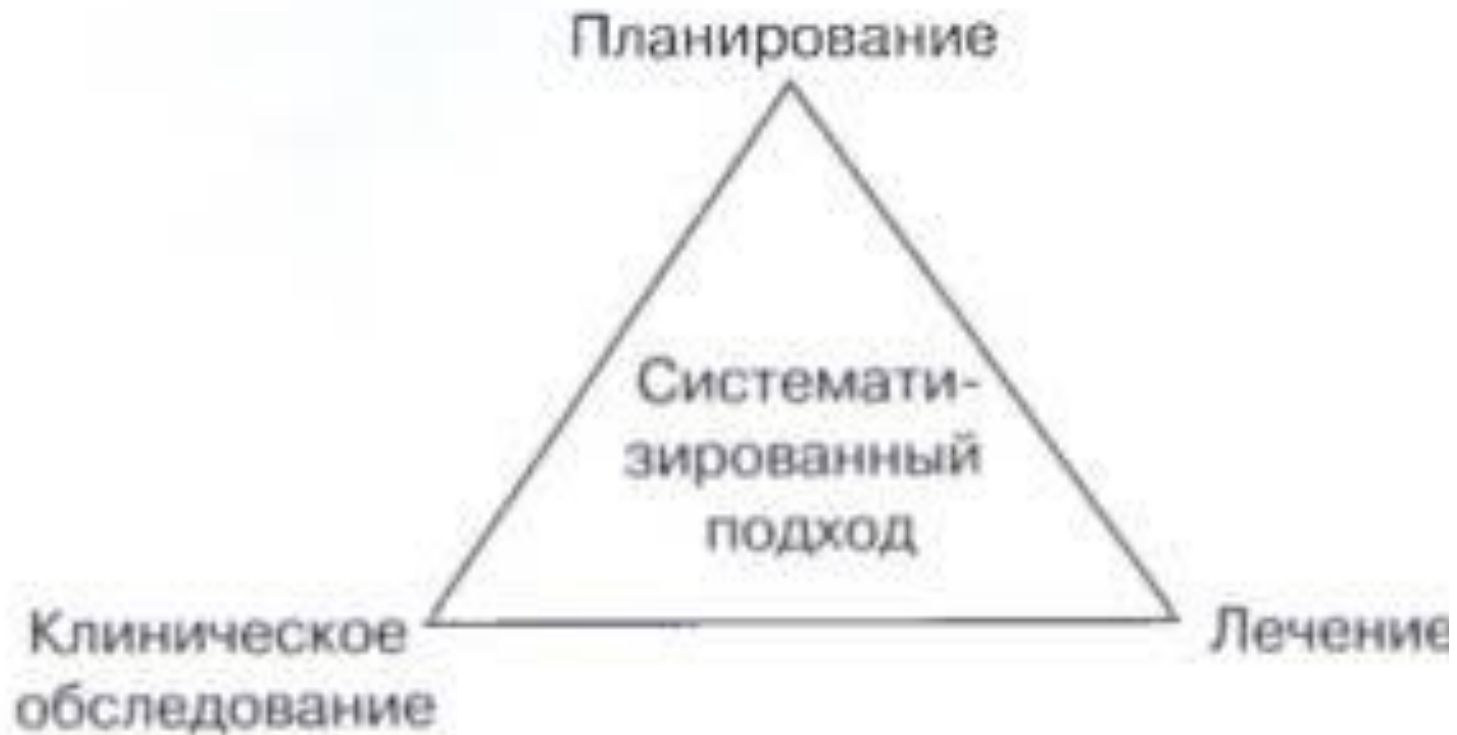 Планирование
Системати-
зированный
подход
Клиническое
обследование
Лечение